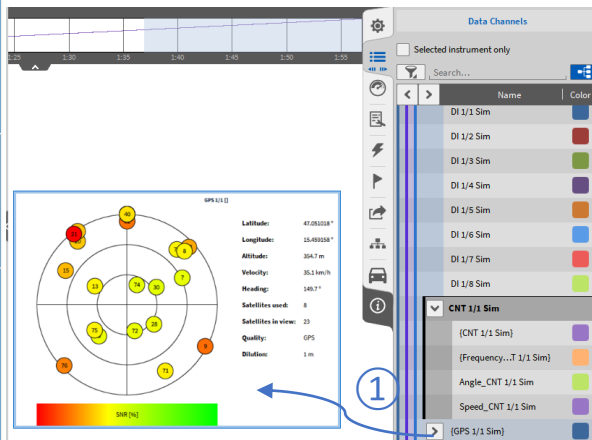 Data Channels
Selected instrument only
Search...
Name
Color
1:25
1:30
1:35
1:40
1:45
1:50
1:55
DI 1/1 Sim
DI 1/2 Sim
DI 1/3 Sim
DI 1/4 Sim
DI 1/5 Sim
DI 1/6 Sim
DI 1/7 Sim
DI 1/8 Sim
CNT 1/1 Sim
{CNT 1/1 Sim}
{Frequency...T 1/1 Sim}
Angle_CNT 1/1 Sim
Speed_CNT 1/1 Sim
{GPS 1/1 Sim}
1
GPS 1/1 []
Latitude: 47.051018 °
Longitude: 15.459158 °
Altitude: 354.7 m
Velocity: 35.1 km/h
Heading: 149.7 °
Satellites used: 8
Satellites in view: 23
Quality: GPS
Dilution: 1 m
40
8
15
7
13
74
30
75
72
28
9
76
71
SNR [%]